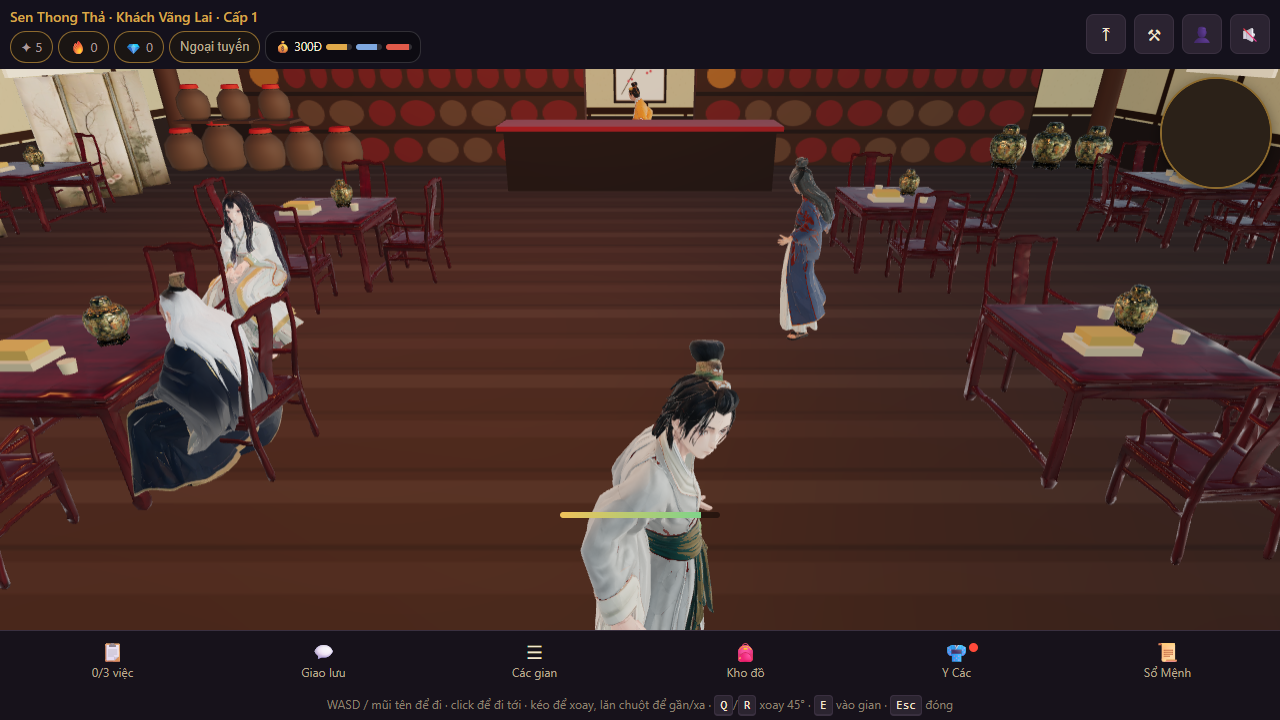 Sen Thong Thả · Khách Vãng Lai · Cấp 1
5
0
0
Ngoại tuyến
300Đ
0/3 việc
Giao lưu
Các gian
Kho đồ
Y Các
Sổ Mệnh
WASD / mũi tên để đi · click để đi tới · kéo để xoay, lăn chuột để gần/xa · Q / R xoay 45° · E vào gian · Esc đóng